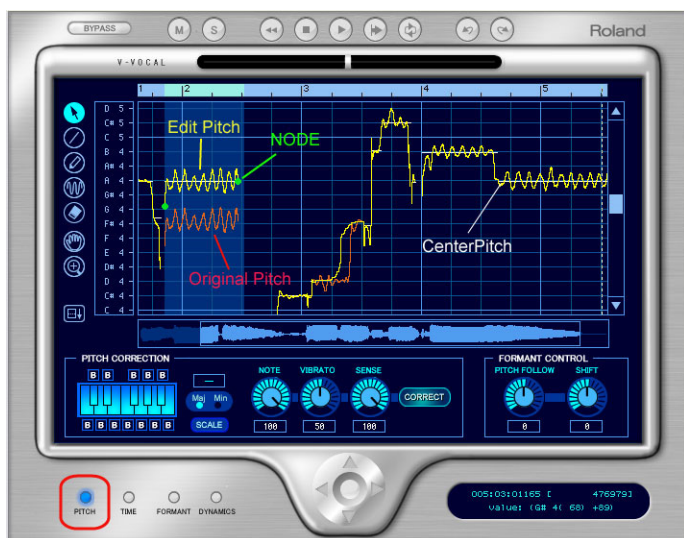 BYPASS M S Roland
V-VOCAL
1 2 3 4 5
D 5
C# 5
C 5
B 4
A# 4
A 4
G# 4
G 4
F# 4
F 4
E 4
D# 4
D 4
C# 4
C 4
Edit Pitch
NODE
CenterPitch
Original Pitch
PITCH CORRECTION
B B B B B
B B B B B B B
Maj Min
SCALE
NOTE VIBRATO SENSE
100 50 100
CORRECT
FORMANT CONTROL
PITCH FOLLOW SHIFT
0 0
PITCH TIME FORMANT DYNAMICS
005:03:01165 [ 476979]
value: (G# 4( 68) +89)